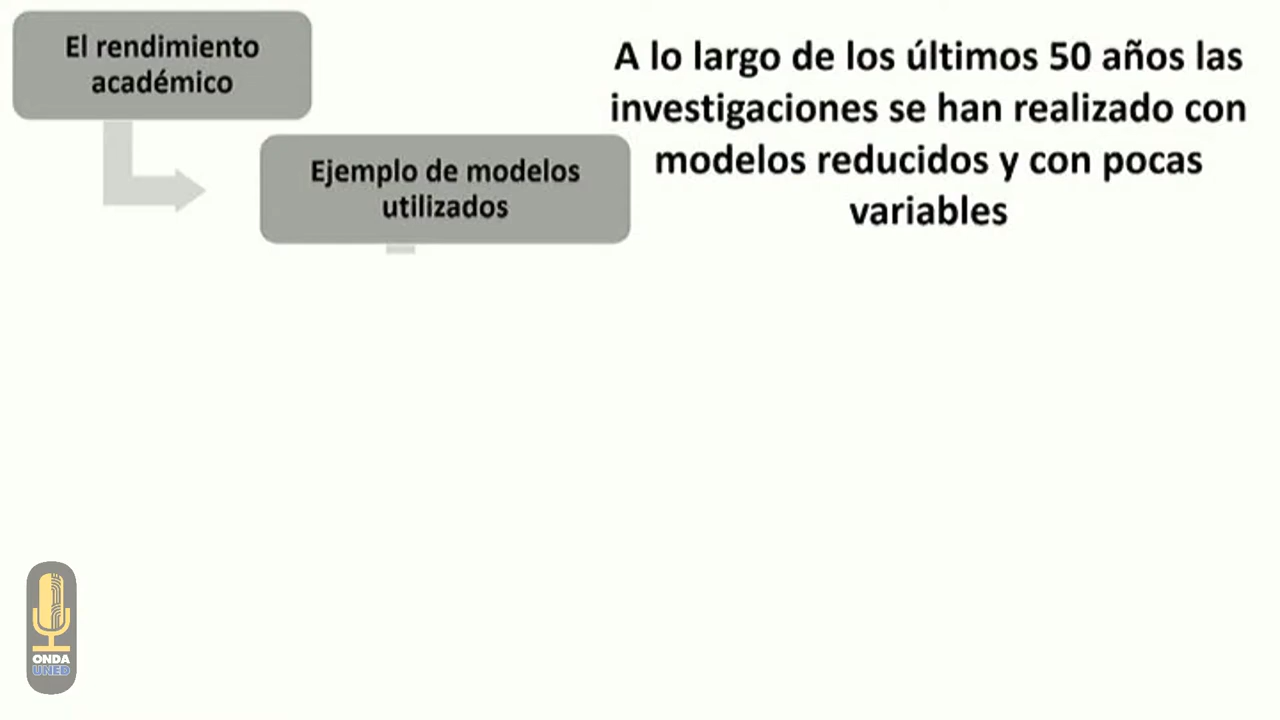 El rendimiento
académico
Ejemplo de modelos
utilizados
A lo largo de los últimos 50 años las
investigaciones se han realizado con
modelos reducidos y con pocas
variables
ONDA
UNED